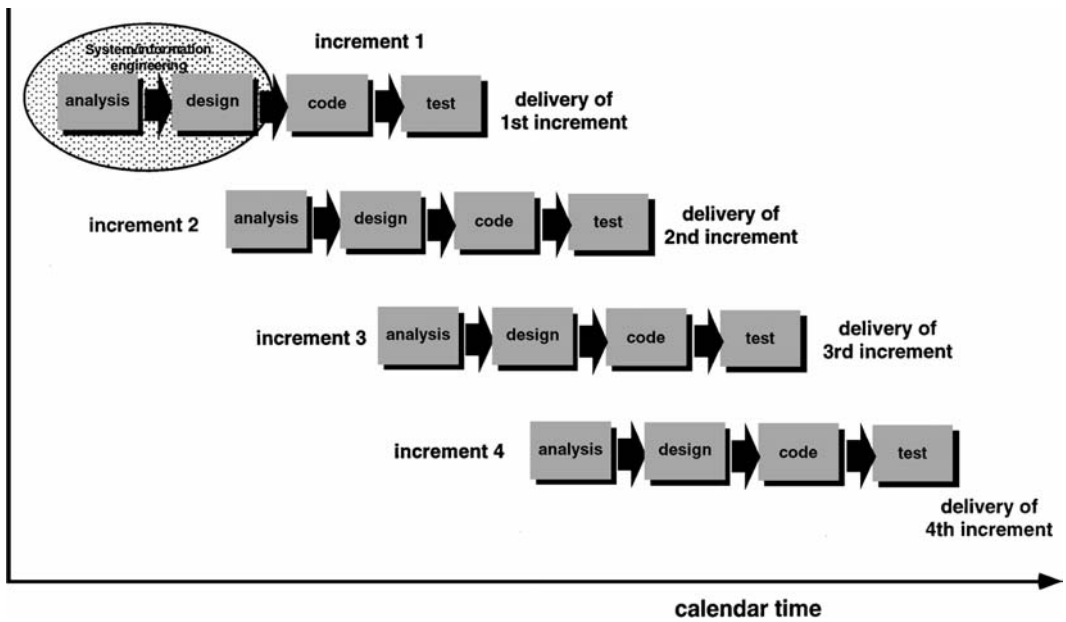 increment 1
System/information
engineering
analysis
design
code
test
delivery of
1st increment
increment 2
analysis
design
code
test
delivery of
2nd increment
increment 3
analysis
design
code
test
delivery of
3rd increment
increment 4
analysis
design
code
test
delivery of
4th increment
calendar time